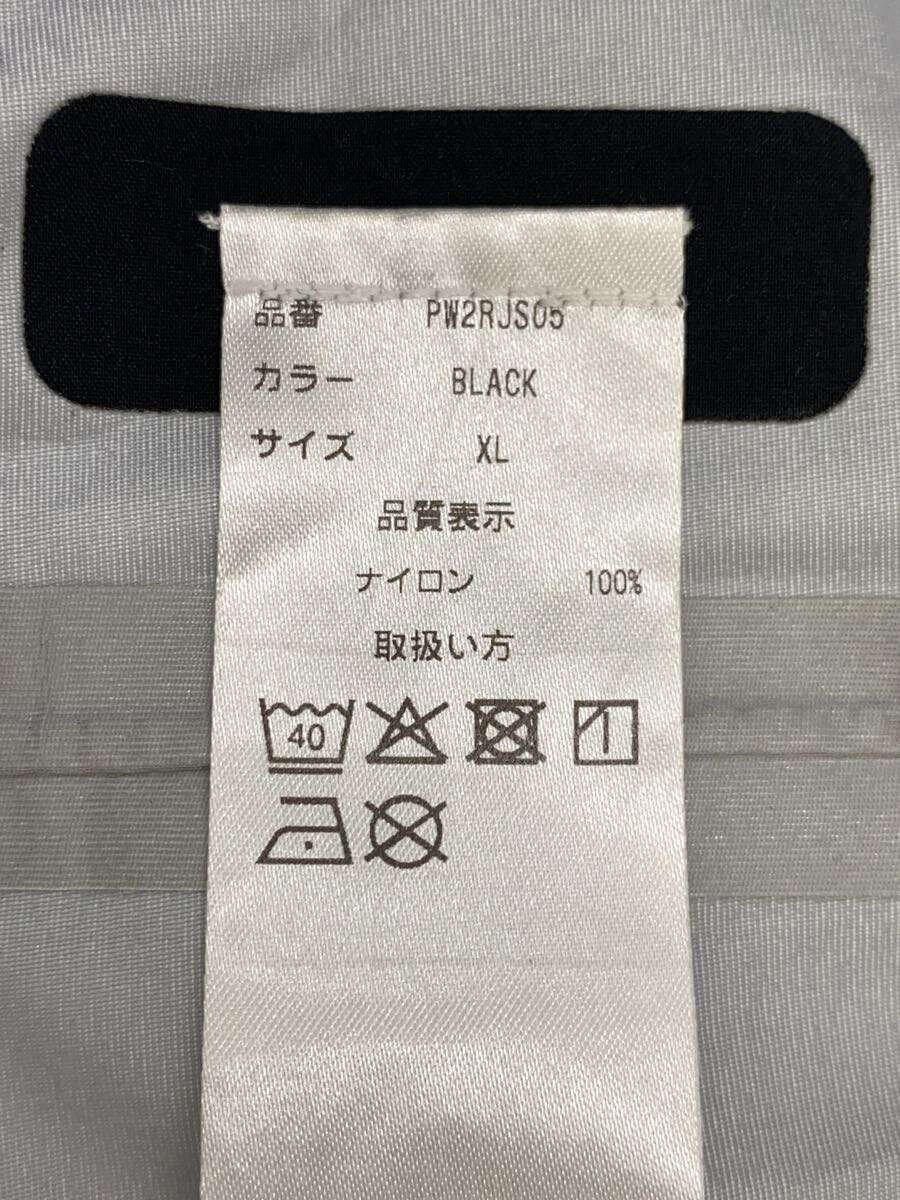 品番 PW2RJS05
カラー BLACK
サイズ XL
品質表示
ナイロン 100%
取扱い方
40